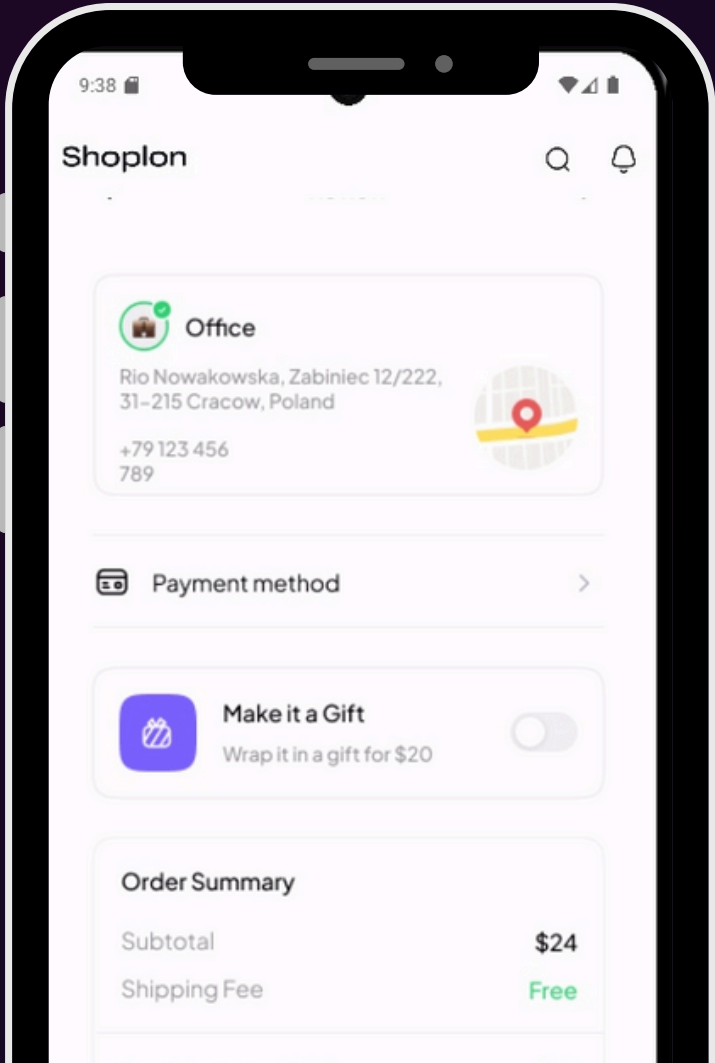 9:38
Shoplon
Office
Rio Nowakowska, Zabiniec 12/222,
31-215 Cracow, Poland
+79 123 456
789
Payment method
Make it a Gift
Wrap it in a gift for $20
Order Summary
Subtotal $24
Shipping Fee Free